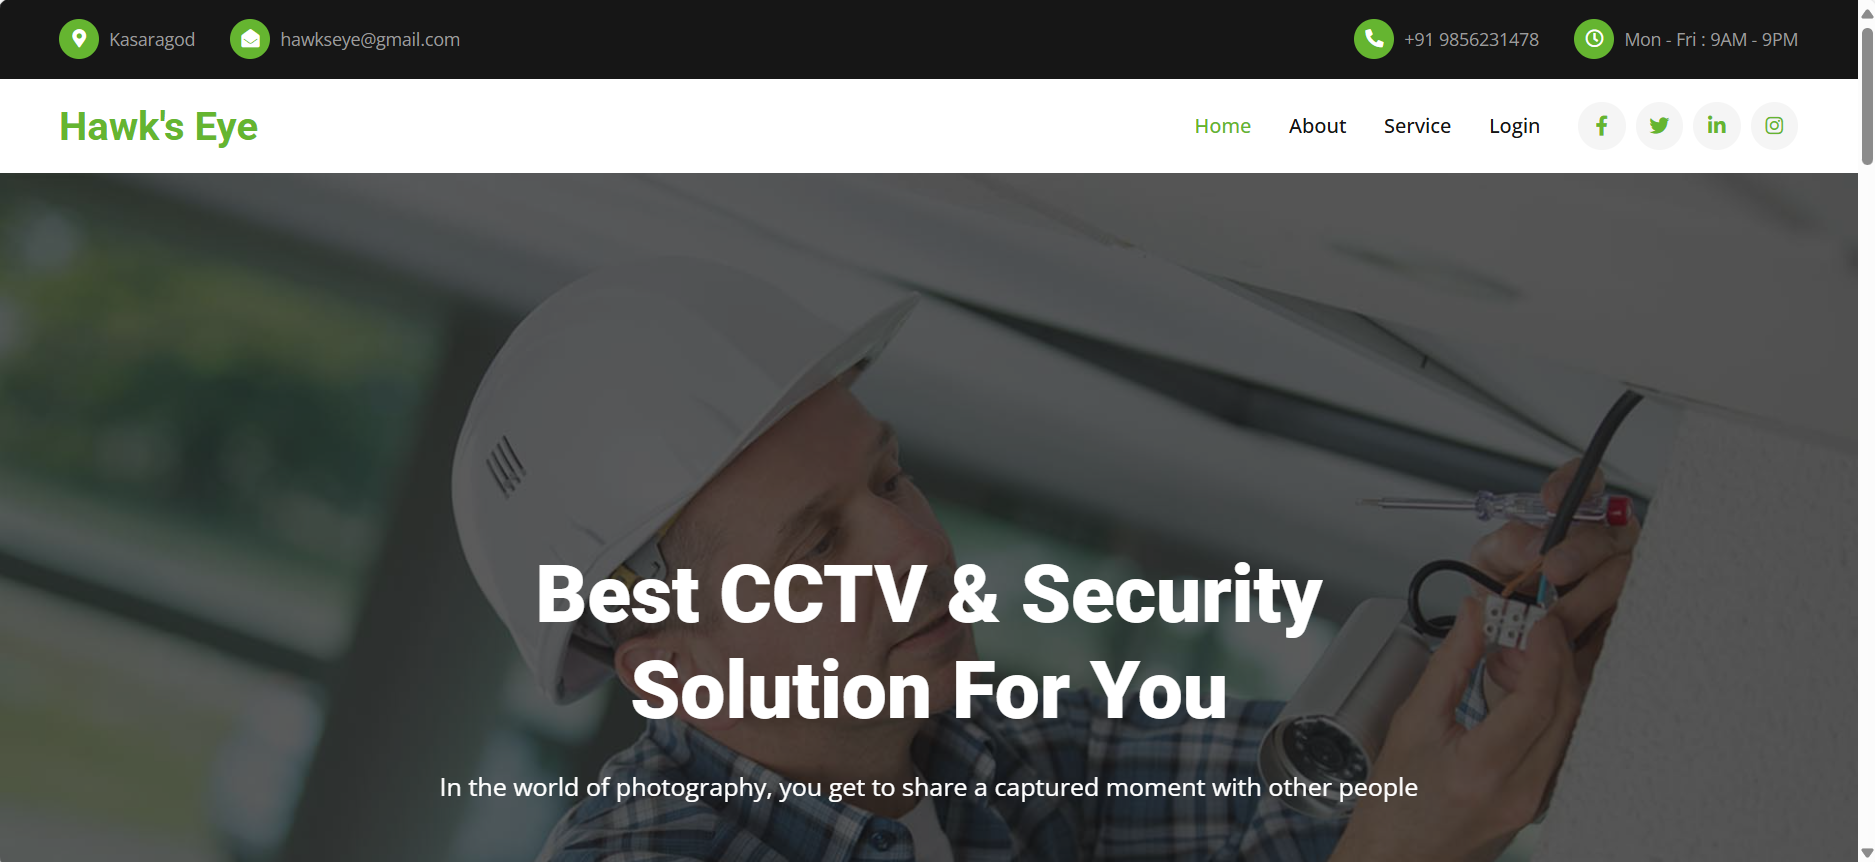 Kasaragod hawkseye@gmail.com +91 9856231478 Mon - Fri : 9AM - 9PM
Hawk's Eye Home About Service Login
Best CCTV & Security
Solution For You
In the world of photography, you get to share a captured moment with other people